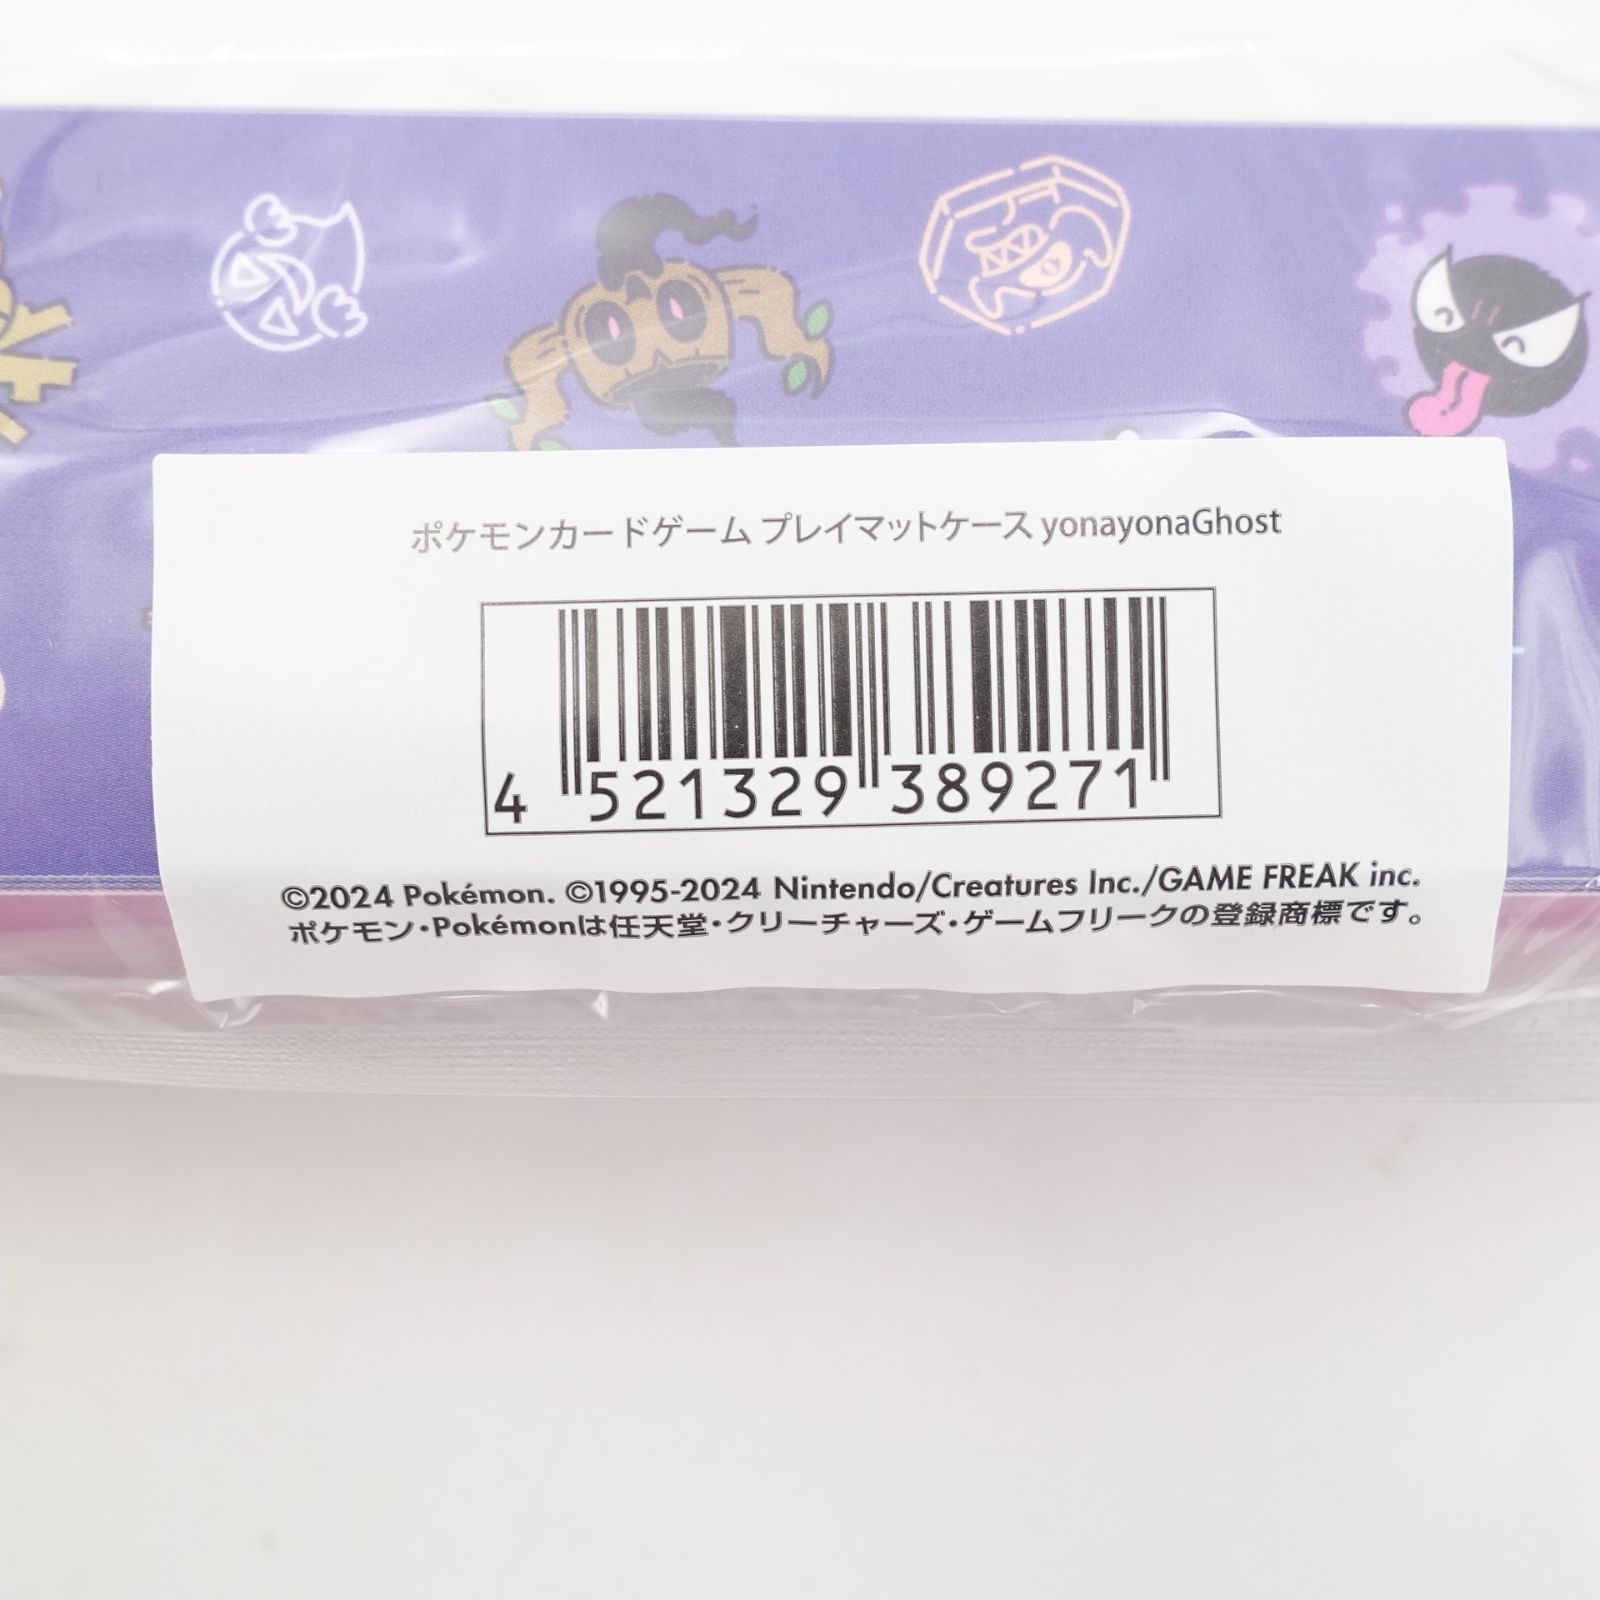 ポケモンカードゲーム プレイマットケース yonayonaGhost
4 521329 389271
©2024 Pokémon. ©1995-2024 Nintendo/Creatures Inc./GAME FREAK inc.
ポケモン・Pokémonは任天堂・クリーチャーズ・ゲームフリークの登録商標です。